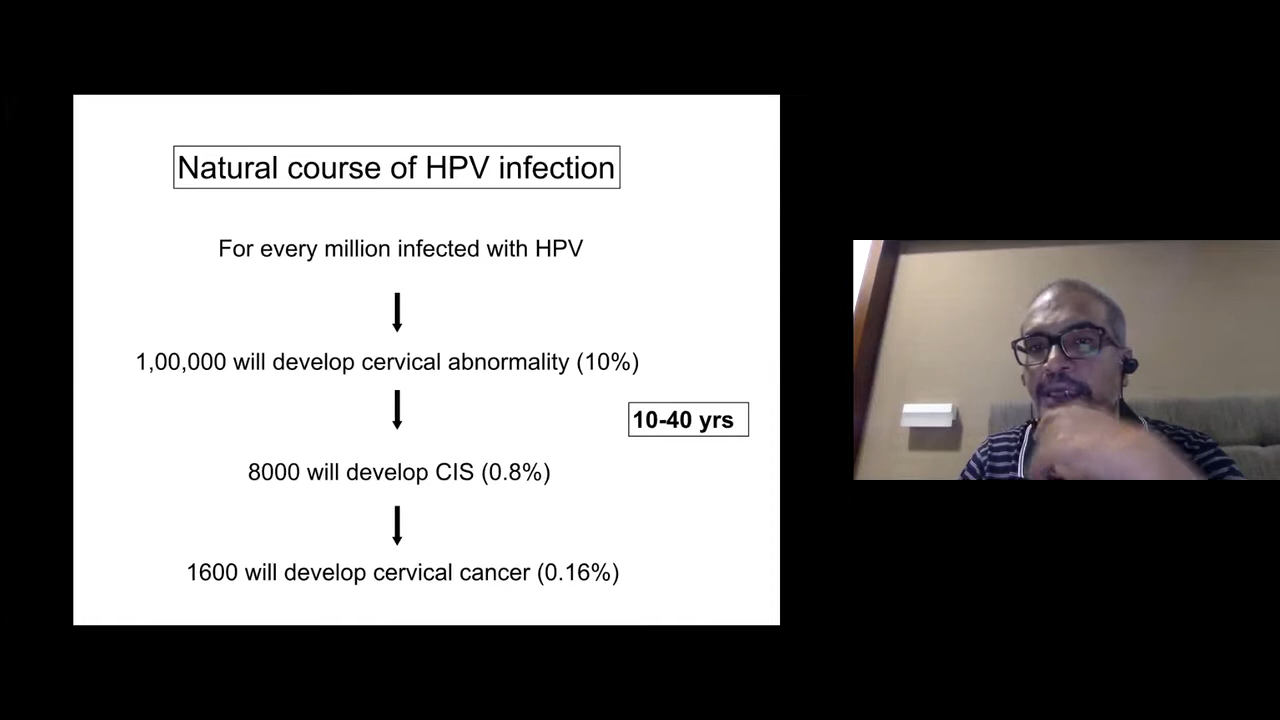 Natural course of HPV infection
For every million infected with HPV
1,00,000 will develop cervical abnormality (10%)
10-40 yrs
8000 will develop CIS (0.8%)
1600 will develop cervical cancer (0.16%)